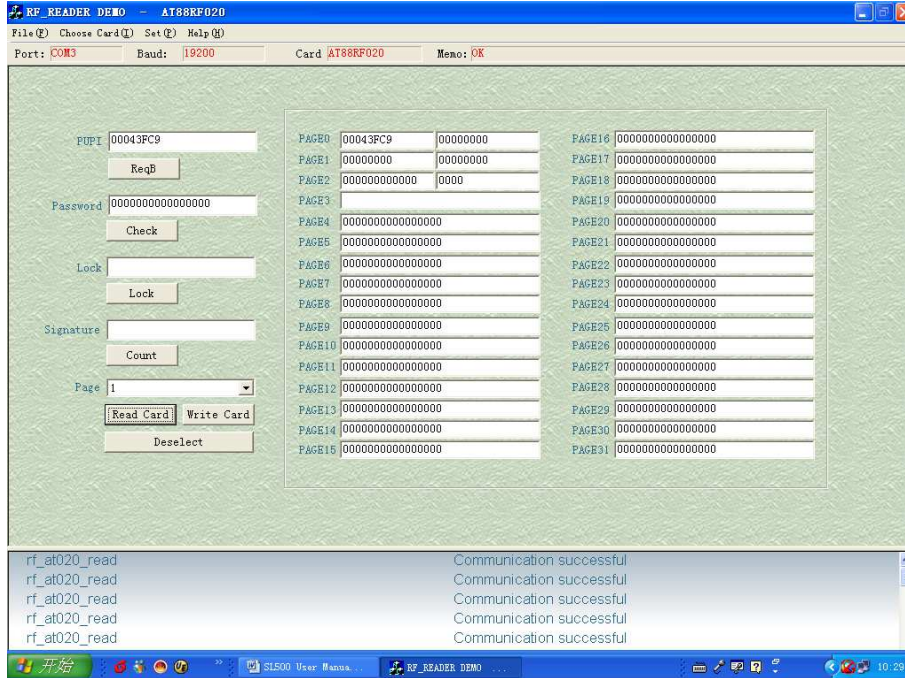 RF_READER DEMO - AT88RF020
File(F) Choose Card(T) Set(P) Help(H)
Port: COM3 Baud: 19200 Card AT88RF020 Memo: OK
PUPI 00043FC9
ReqB
Password 0000000000000000
Check
Lock
Lock
Signature
Count
Page 1
Read Card Write Card
Deselect
PAGE0 00043FC9 00000000
PAGE1 00000000 00000000
PAGE2 000000000000 0000
PAGE3
PAGE4 0000000000000000
PAGE5 0000000000000000
PAGE6 0000000000000000
PAGE7 0000000000000000
PAGE8 0000000000000000
PAGE9 0000000000000000
PAGE10 0000000000000000
PAGE11 0000000000000000
PAGE12 0000000000000000
PAGE13 0000000000000000
PAGE14 0000000000000000
PAGE15 0000000000000000
PAGE16 0000000000000000
PAGE17 0000000000000000
PAGE18 0000000000000000
PAGE19 0000000000000000
PAGE20 0000000000000000
PAGE21 0000000000000000
PAGE22 0000000000000000
PAGE23 0000000000000000
PAGE24 0000000000000000
PAGE25 0000000000000000
PAGE26 0000000000000000
PAGE27 0000000000000000
PAGE28 0000000000000000
PAGE29 0000000000000000
PAGE30 0000000000000000
PAGE31 0000000000000000
rf_at020_read Communication successful
rf_at020_read Communication successful
rf_at020_read Communication successful
rf_at020_read Communication successful
rf_at020_read Communication successful
开始 SL500 User Manua... RF_READER DEMO ... 10:29